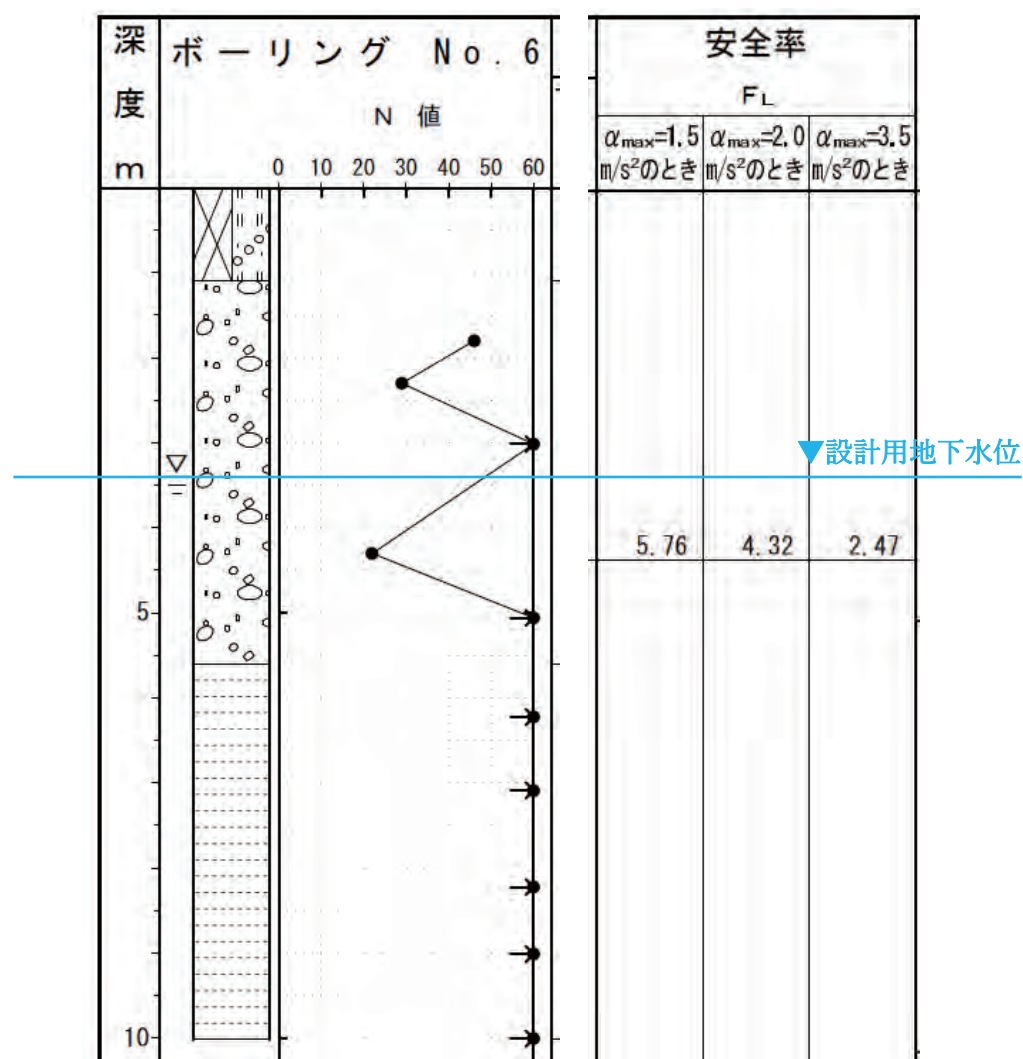 深度 m
ボーリング No.6
N 値
0 10 20 30 40 50 60
安全率
FL
αmax=1.5 m/s²のとき
αmax=2.0 m/s²のとき
αmax=3.5 m/s²のとき
▼設計用地下水位
5.76 4.32 2.47
5
10